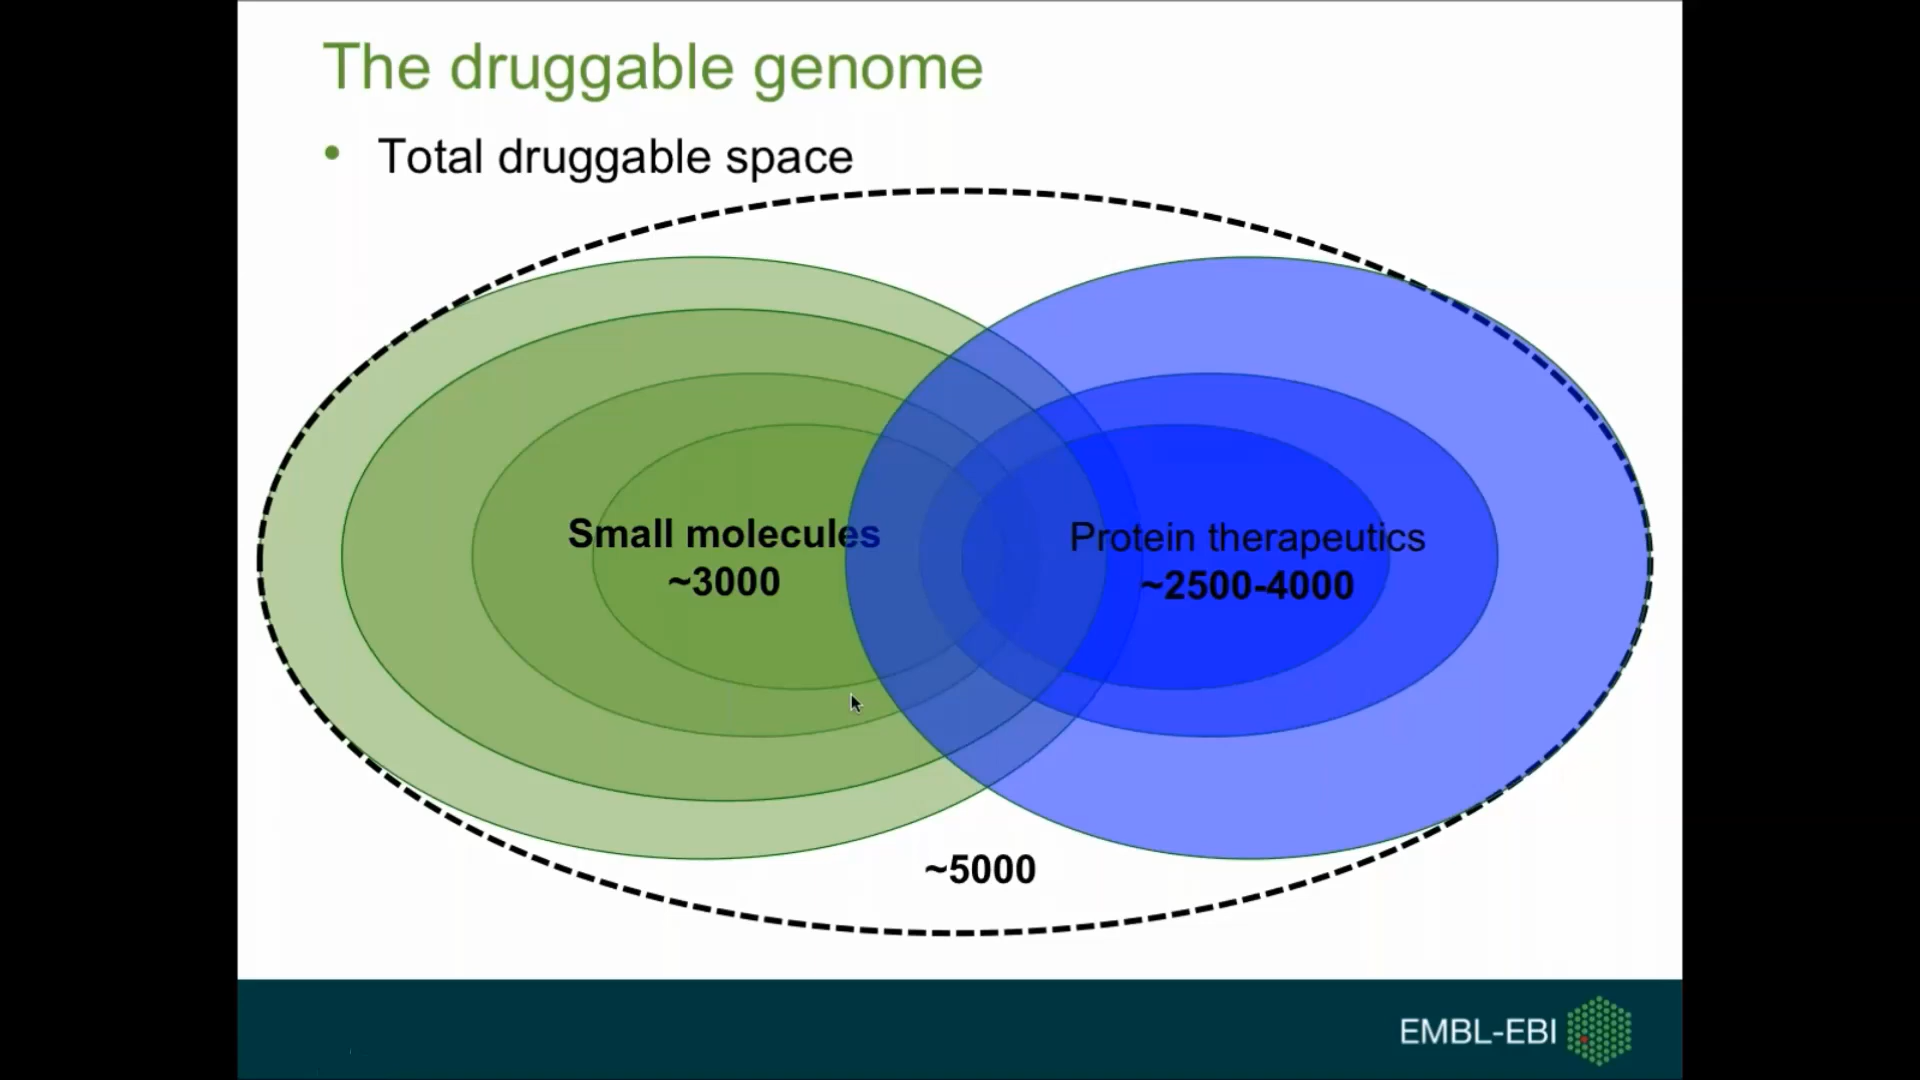 The druggable genome
• Total druggable space
Small molecules
~3000
Protein therapeutics
~2500-4000
~5000
EMBL-EBI